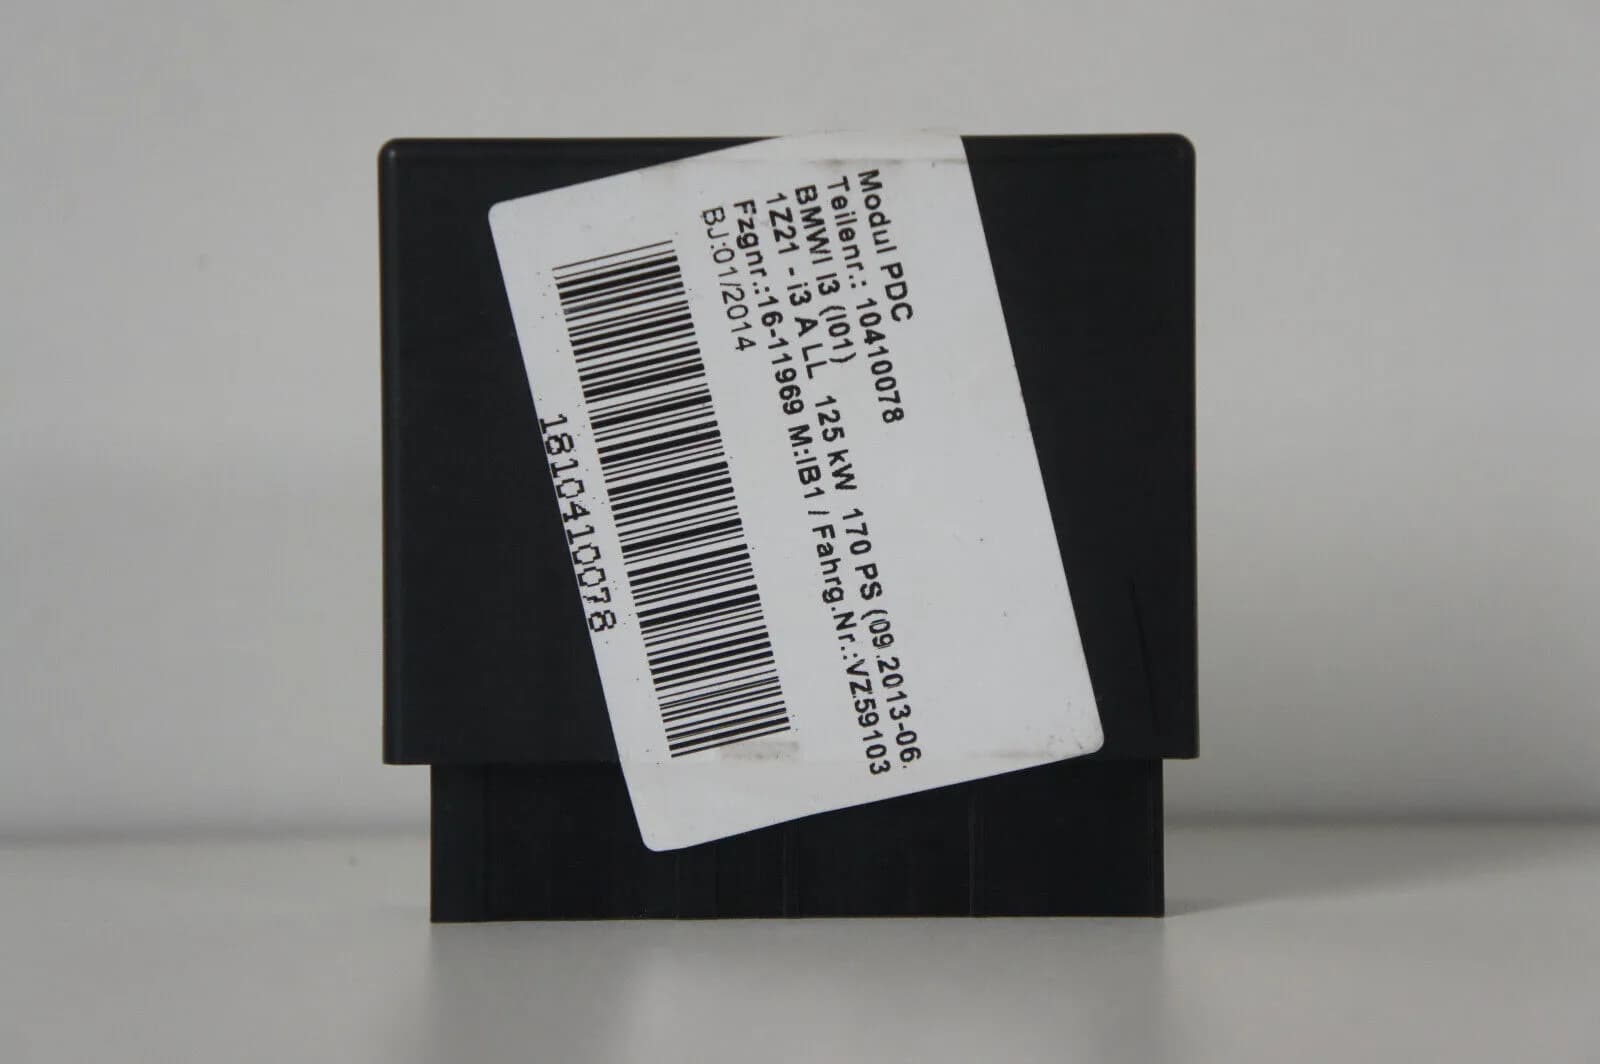 Modul PDC
Teilenr.: 10410078
BMWI I3 (I01)
1Z21 - i3 A LL 125 kW 170 PS (09.2013-06.
Fzgnr.:16-11969 M:IB1 / Fahrg.Nr.:VZ59103
BJ:01/2014
1810410078